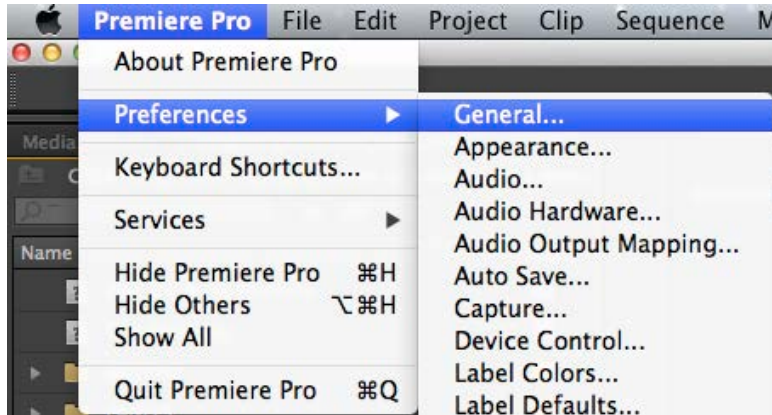 Premiere Pro File Edit Project Clip Sequence M
About Premiere Pro
Preferences
Keyboard Shortcuts...
Services
Hide Premiere Pro ⌘H
Hide Others ⌥⌘H
Show All
Quit Premiere Pro ⌘Q
General...
Appearance...
Audio...
Audio Hardware...
Audio Output Mapping...
Auto Save...
Capture...
Device Control...
Label Colors...
Label Defaults...
Media
Name